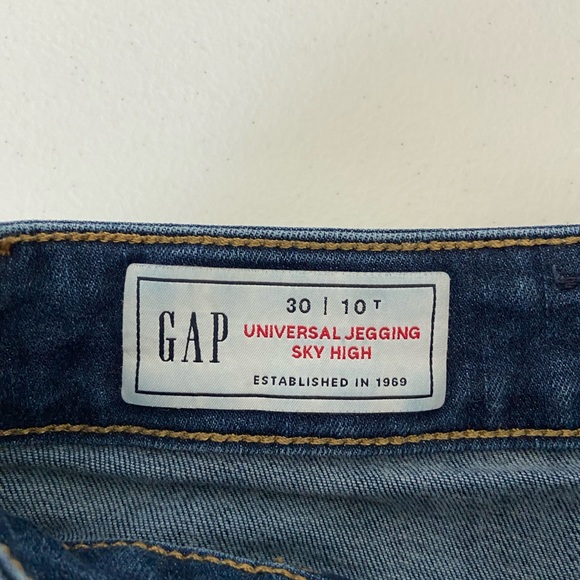 GAP
30 | 10 T
UNIVERSAL JEGGING
SKY HIGH
ESTABLISHED IN 1969